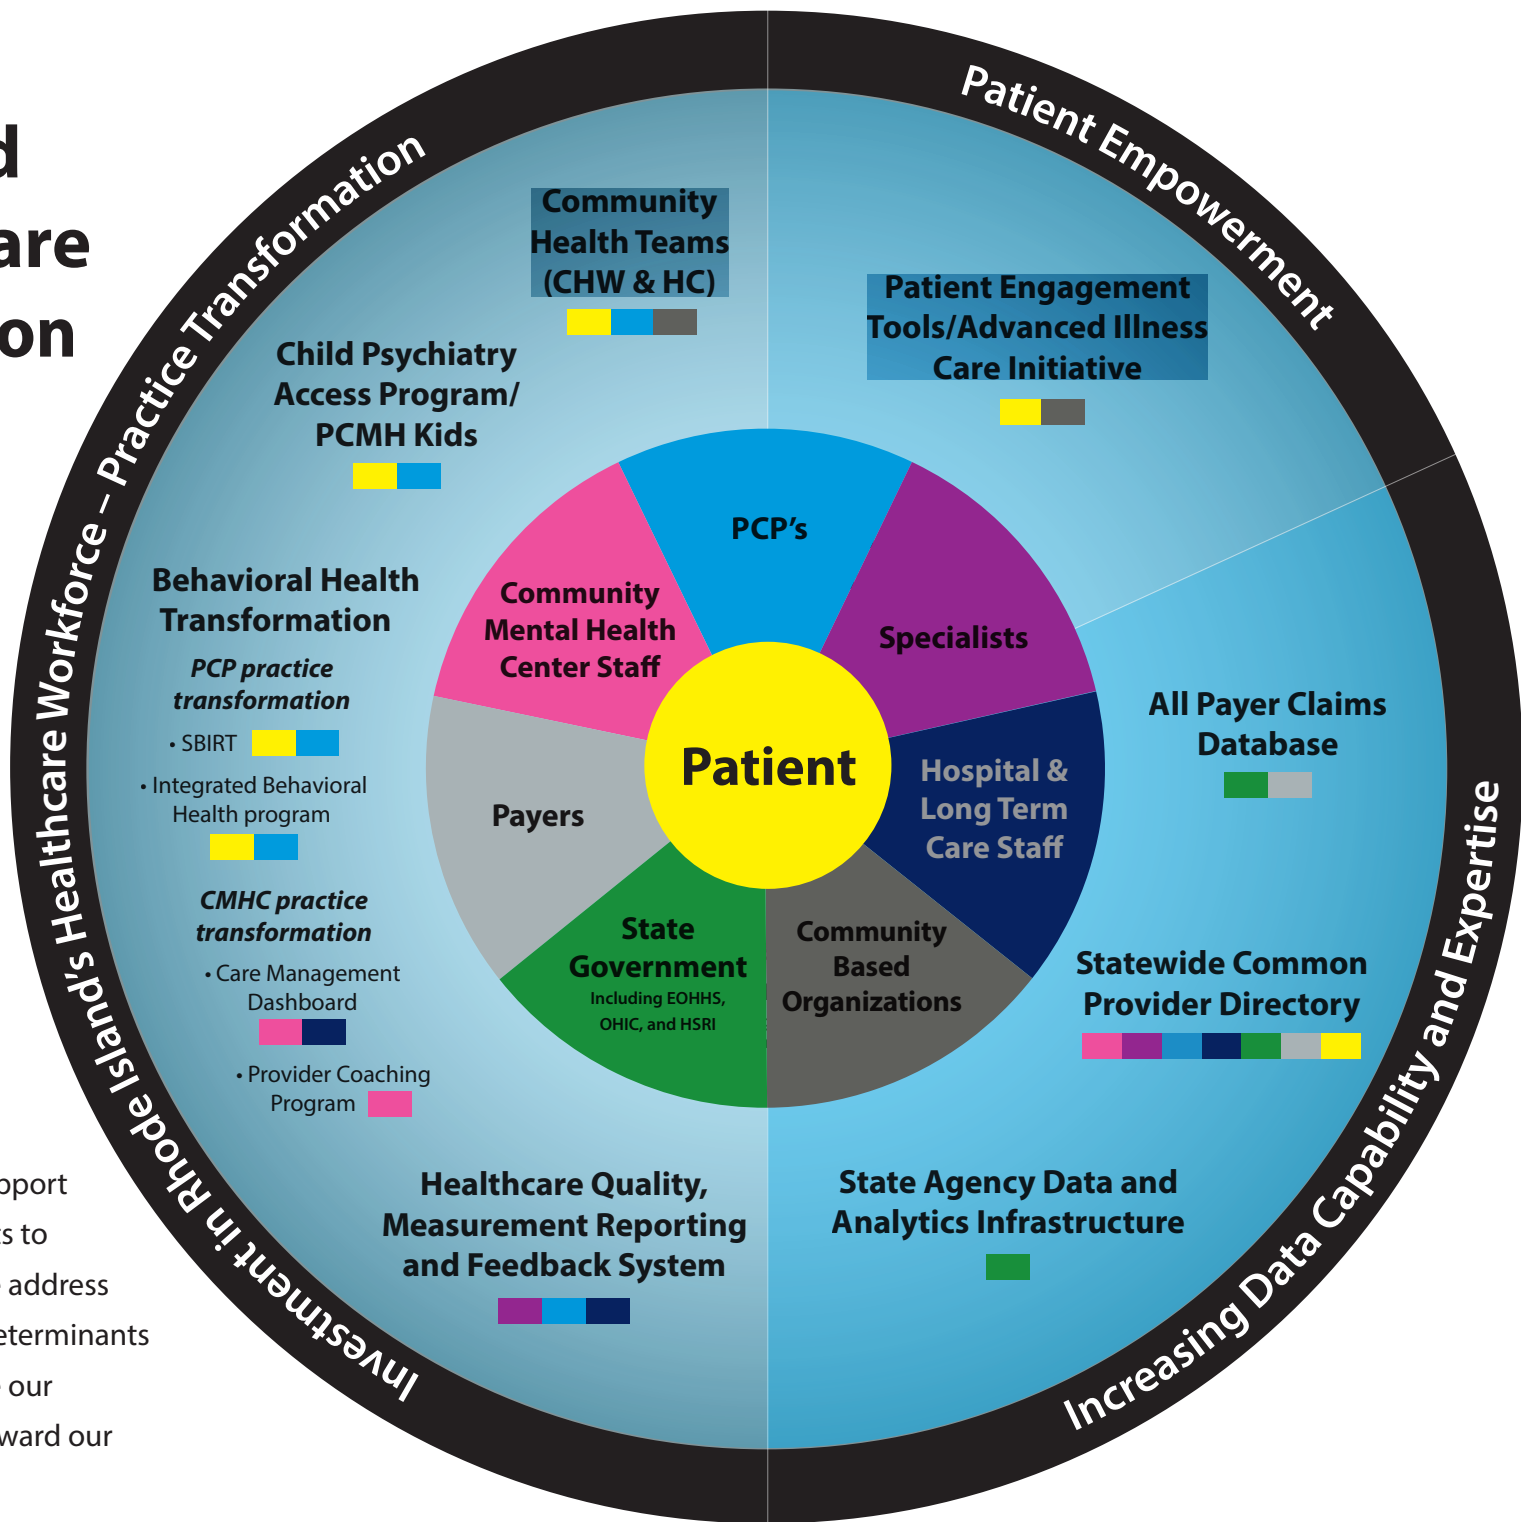 Investment in Rhode Island's Healthcare Workforce – Practice Transformation
Patient Empowerment
Increasing Data Capability and Expertise
Community
Health Teams
(CHW & HC)
Child Psychiatry
Access Program/
PCMH Kids
Behavioral Health
Transformation
PCP practice
transformation
• SBIRT
• Integrated Behavioral
Health program
CMHC practice
transformation
• Care Management
Dashboard
• Provider Coaching
Program
Healthcare Quality,
Measurement Reporting
and Feedback System
Patient Engagement
Tools/Advanced Illness
Care Initiative
All Payer Claims
Database
Statewide Common
Provider Directory
State Agency Data and
Analytics Infrastructure
PCP's
Specialists
Hospital &
Long Term
Care Staff
Community
Based
Organizations
State
Government
Including EOHHS,
OHIC, and HSRI
Payers
Community
Mental Health
Center Staff
Patient
on
to
address
our
our